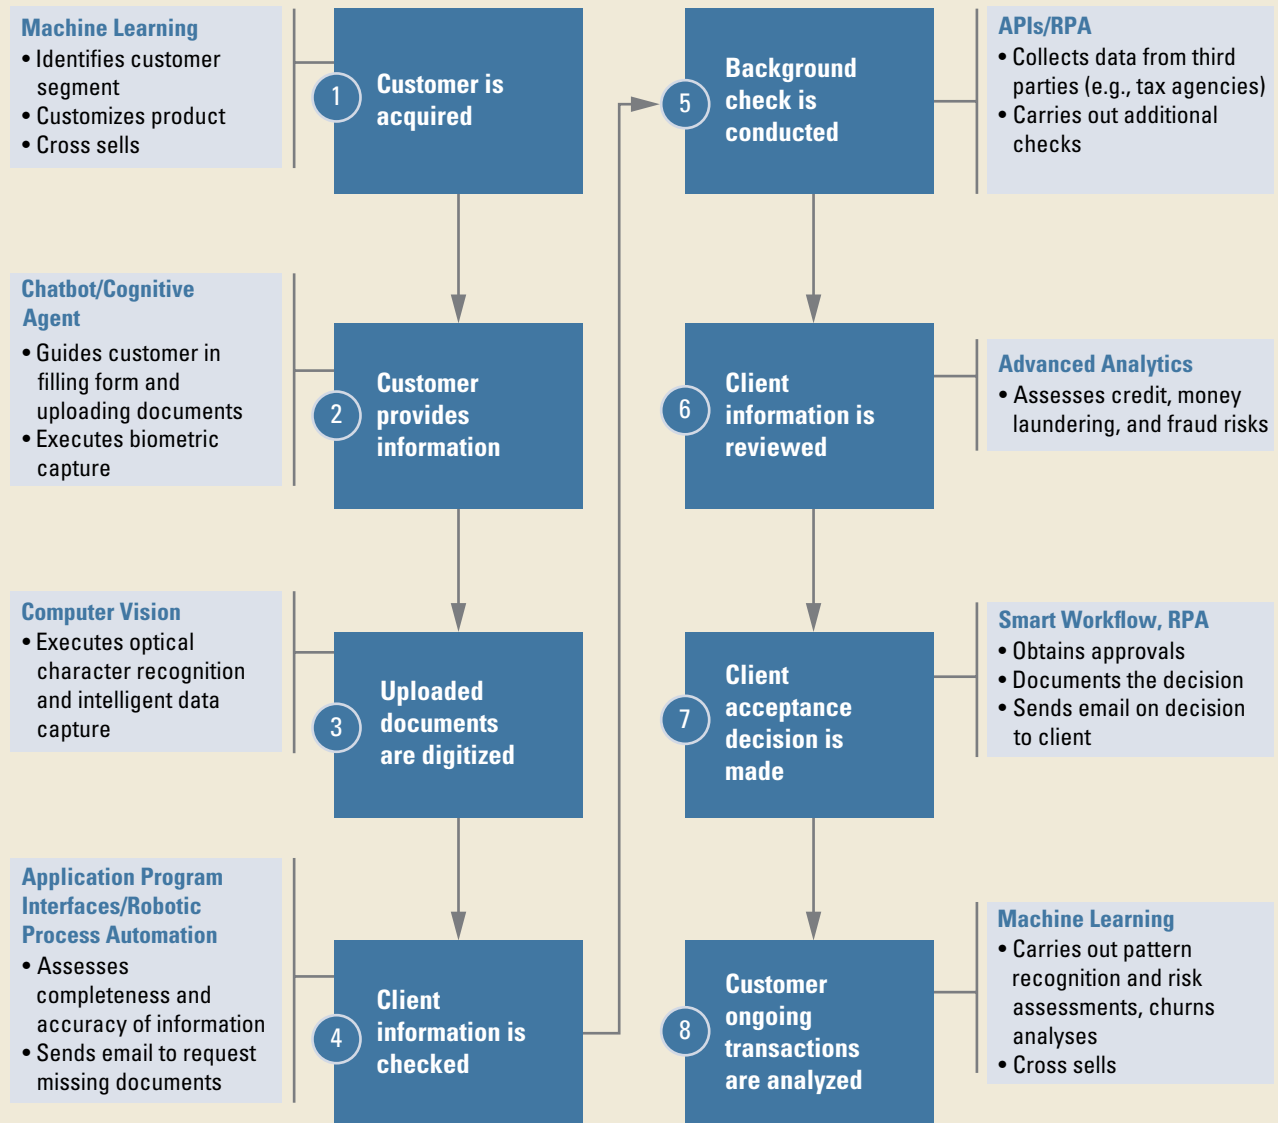 Machine Learning
• Identifies customer
segment
• Customizes product
• Cross sells
1
Customer is
acquired
Chatbot/Cognitive
Agent
• Guides customer in
filling form and
uploading documents
• Executes biometric
capture
2
Customer
provides
information
Computer Vision
• Executes optical
character recognition
and intelligent data
capture
3
Uploaded
documents
are digitized
Application Program
Interfaces/Robotic
Process Automation
• Assesses
completeness and
accuracy of information
• Sends email to request
missing documents
4
Client
information is
checked
5
Background
check is
conducted
APIs/RPA
• Collects data from third
parties (e.g., tax agencies)
• Carries out additional
checks
6
Client
information is
reviewed
Advanced Analytics
• Assesses credit, money
laundering, and fraud risks
7
Client
acceptance
decision is
made
Smart Workflow, RPA
• Obtains approvals
• Documents the decision
• Sends email on decision
to client
8
Customer
ongoing
transactions
are analyzed
Machine Learning
• Carries out pattern
recognition and risk
assessments, churns
analyses
• Cross sells